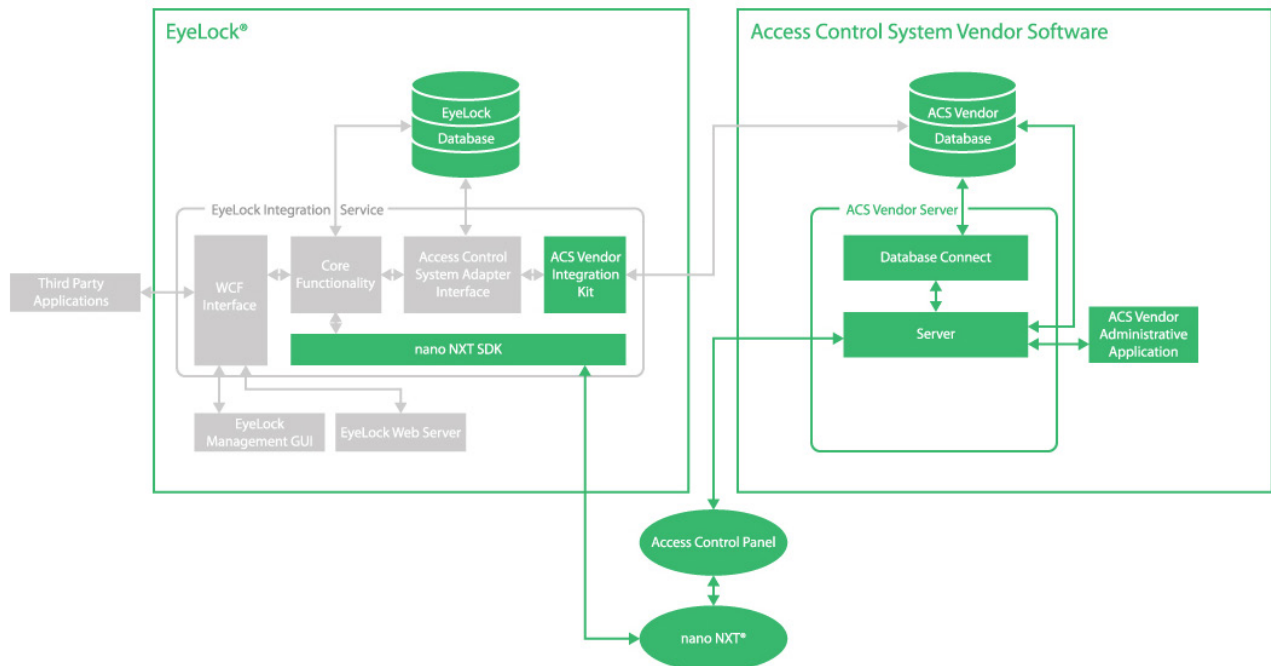 EyeLock®
Access Control System Vendor Software
EyeLock
Database
ACS Vendor
Database
EyeLock Integration Service
ACS Vendor Server
Third Party
Applications
WCF
Interface
Core
Functionality
Access Control
System Adapter
Interface
ACS Vendor
Integration
Kit
nano NXT SDK
EyeLock
Management GUI
EyeLock Web Server
Database Connect
Server
ACS Vendor
Administrative
Application
Access Control Panel
nano NXT®